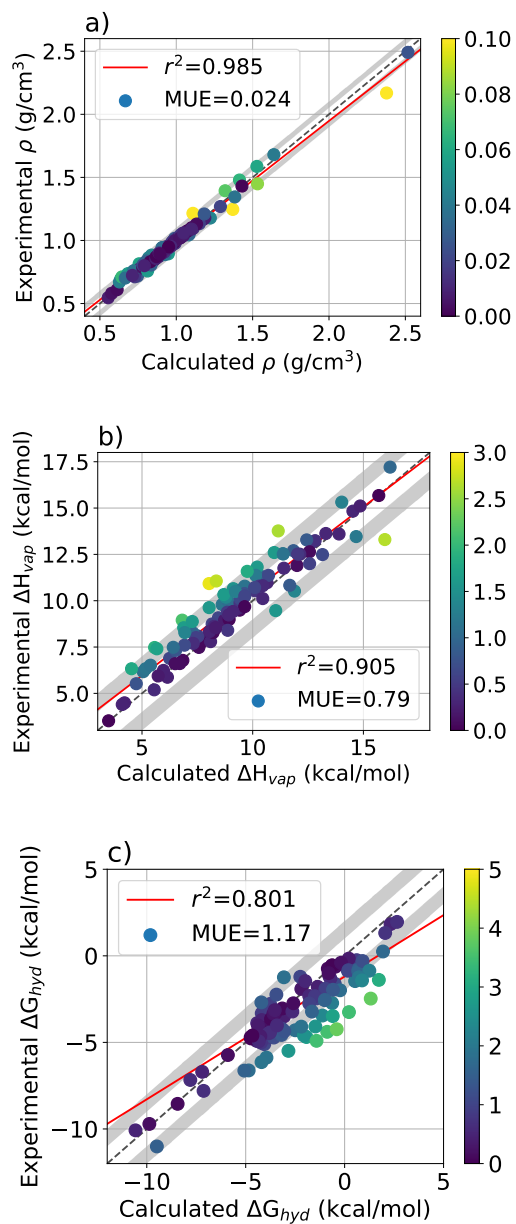 a)
2.5
2.0
1.5
1.0
0.5
Experimental ρ (g/cm³)
r²=0.985
MUE=0.024
0.5 1.0 1.5 2.0 2.5
Calculated ρ (g/cm³)
0.10
0.08
0.06
0.04
0.02
0.00
b)
17.5
15.0
12.5
10.0
7.5
5.0
Experimental ΔH_vap (kcal/mol)
r²=0.905
MUE=0.79
5 10 15
Calculated ΔH_vap (kcal/mol)
3.0
2.5
2.0
1.5
1.0
0.5
0.0
c)
5
0
−5
−10
Experimental ΔG_hyd (kcal/mol)
r²=0.801
MUE=1.17
−10 −5 0 5
Calculated ΔG_hyd (kcal/mol)
5
4
3
2
1
0